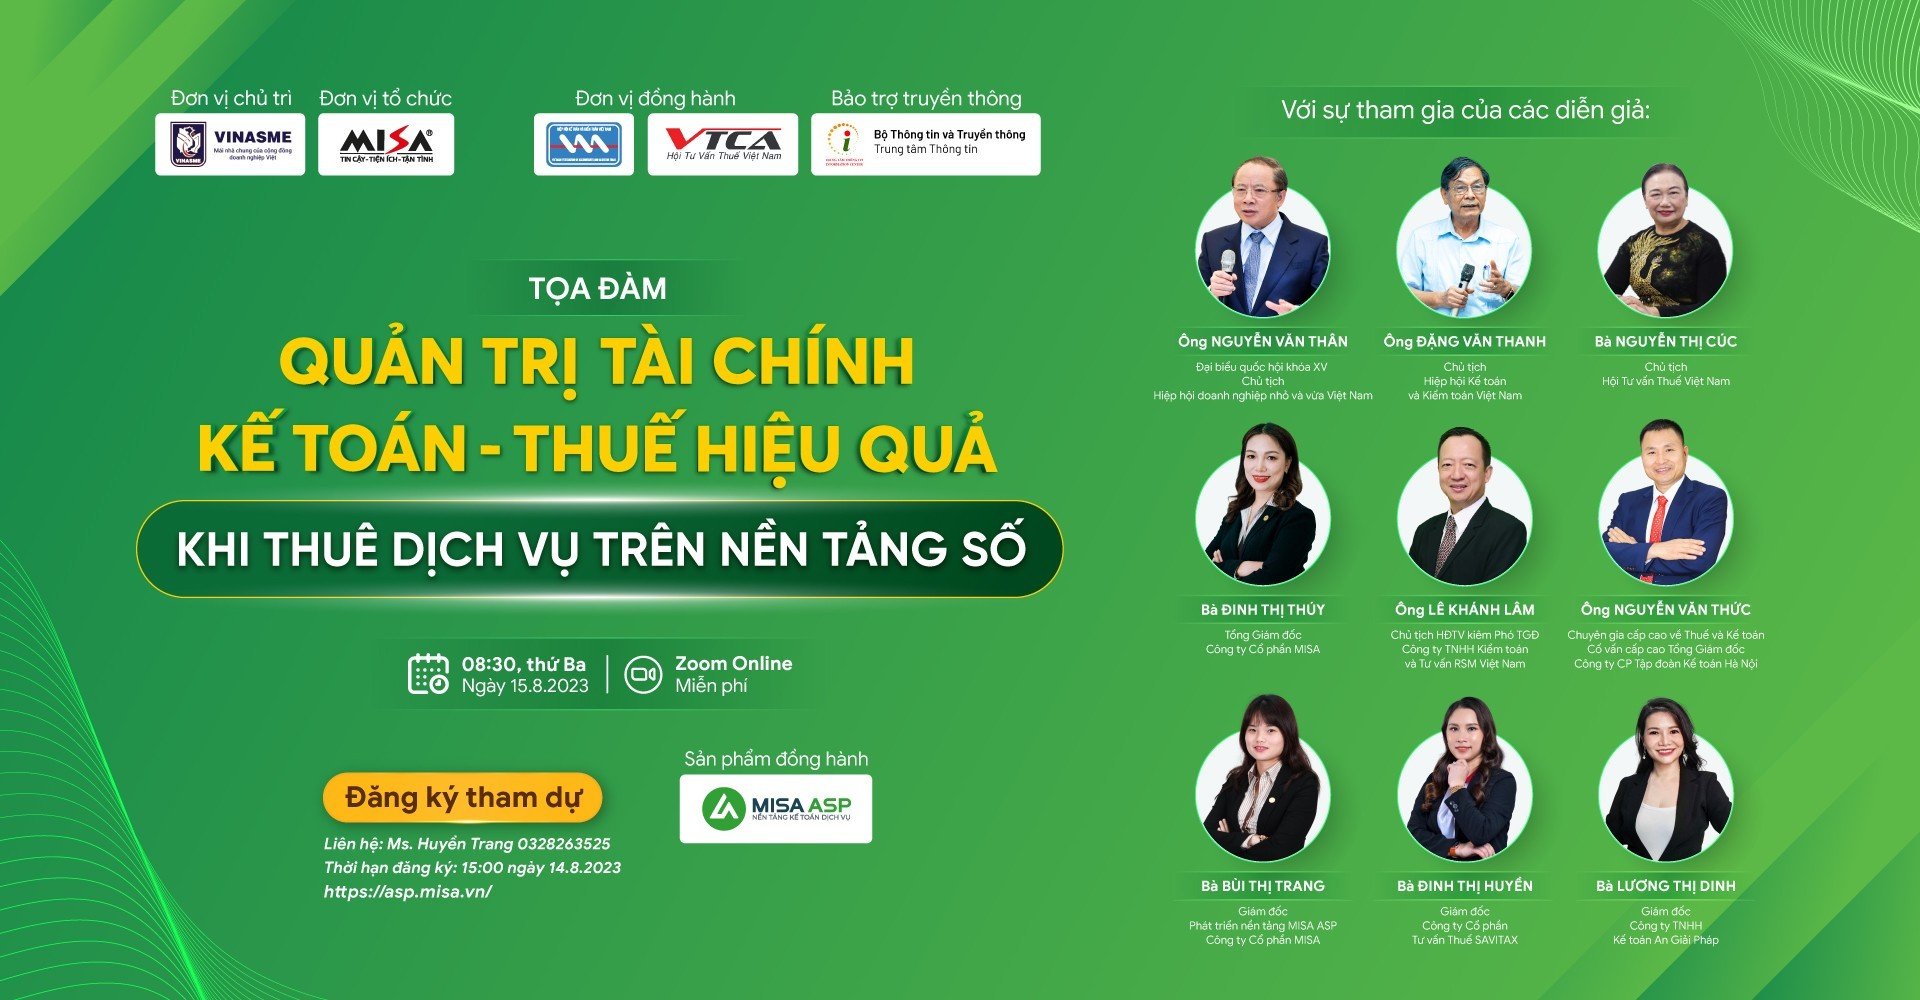 Đơn vị chủ trì
Đơn vị tổ chức
Đơn vị đồng hành
Bảo trợ truyền thông
VINASME
VINASME
Mái nhà chung của cộng đồng
doanh nghiệp Việt
MISA®
TIN CẬY-TIỆN ÍCH-TẬN TÌNH
VTCA
Hội Tư Vấn Thuế Việt Nam
Bộ Thông tin và Truyền thông
Trung tâm Thông tin
TỌA ĐÀM
QUẢN TRỊ TÀI CHÍNH
KẾ TOÁN - THUẾ HIỆU QUẢ
KHI THUÊ DỊCH VỤ TRÊN NỀN TẢNG SỐ
08:30, thứ Ba
Ngày 15.8.2023
Zoom Online
Miễn phí
Đăng ký tham dự
Liên hệ: Ms. Huyền Trang 0328263525
Thời hạn đăng ký: 15:00 ngày 14.8.2023
https://asp.misa.vn/
Sản phẩm đồng hành
MISA ASP
NỀN TẢNG KẾ TOÁN DỊCH VỤ
Với sự tham gia của các diễn giả:
Ông NGUYỄN VĂN THÂN
Đại biểu quốc hội khóa XV
Chủ tịch
Hiệp hội doanh nghiệp nhỏ và vừa Việt Nam
Ông ĐẶNG VĂN THANH
Chủ tịch
Hiệp hội Kế toán
và Kiểm toán Việt Nam
Bà NGUYỄN THỊ CÚC
Chủ tịch
Hội Tư vấn Thuế Việt Nam
Bà ĐINH THỊ THÚY
Tổng Giám đốc
Công ty Cổ phần MISA
Ông LÊ KHÁNH LÂM
Chủ tịch HĐTV kiêm Phó TGĐ
Công ty TNHH Kiểm toán
và Tư vấn RSM Việt Nam
Ông NGUYỄN VĂN THỨC
Chuyên gia cấp cao về Thuế và Kế toán
Cố vấn cấp cao Tổng Giám đốc
Công ty CP Tập đoàn Kế toán Hà Nội
Bà BÙI THỊ TRANG
Giám đốc
Phát triển nền tảng MISA ASP
Công ty Cổ phần MISA
Bà ĐINH THỊ HUYỀN
Giám đốc
Công ty Cổ phần
Tư vấn Thuế SAVITAX
Bà LƯƠNG THỊ DINH
Giám đốc
Công ty TNHH
Kế toán An Giải Pháp